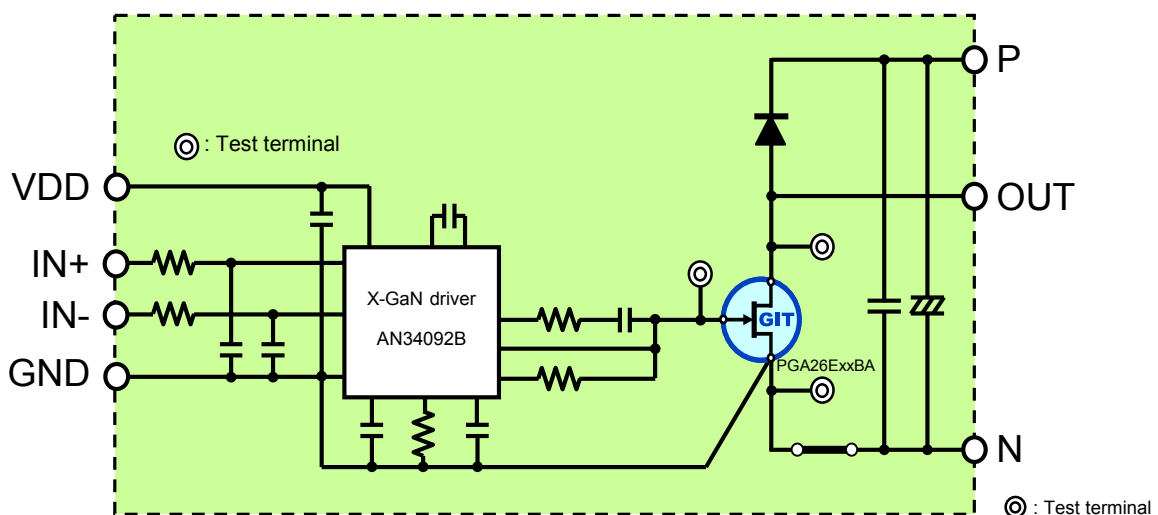 P
: Test terminal
VDD
OUT
IN+
X-GaN driver
IN-
AN34092B
GIT
GND
PGA26ExxBA
N
: Test terminal